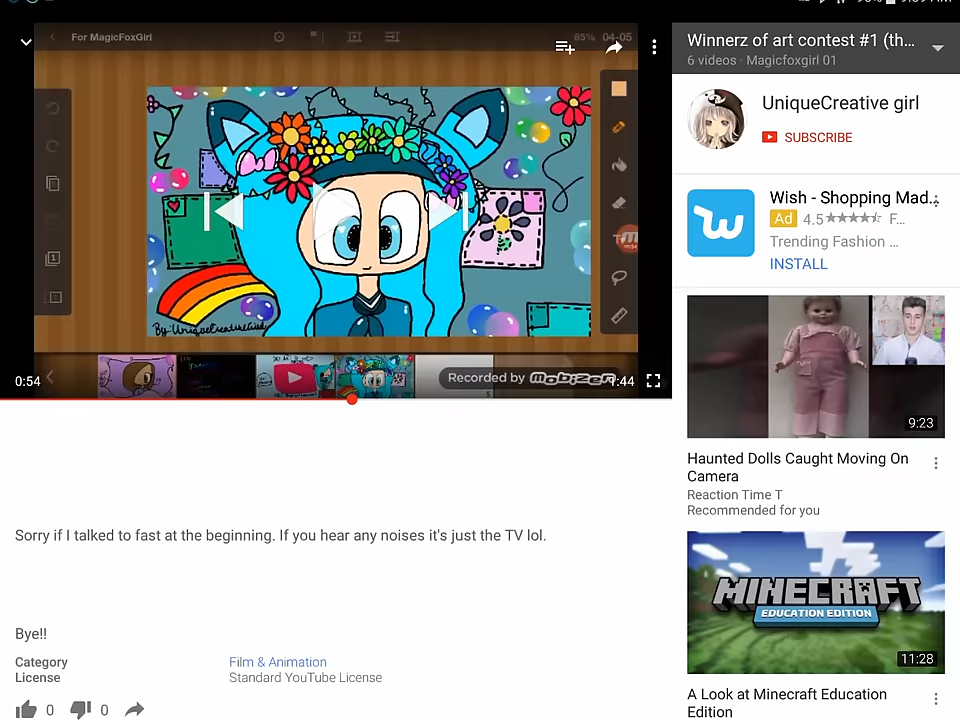 For MagicFoxGirl
85% 04-05
By: UniqueCreativeGirl
0:54
Recorded by mobizen
1:44
Winnerz of art contest #1 (th...
6 videos · Magicfoxgirl 01
UniqueCreative girl
SUBSCRIBE
Wish - Shopping Mad...
Ad 4.5 F...
Trending Fashion ...
INSTALL
9:23
Haunted Dolls Caught Moving On
Camera
Reaction Time T
Recommended for you
MINECRAFT
EDUCATION EDITION
11:28
A Look at Minecraft Education
Edition
Sorry if I talked to fast at the beginning. If you hear any noises it's just the TV lol.
Bye!!
Category Film & Animation
License Standard YouTube License
0 0